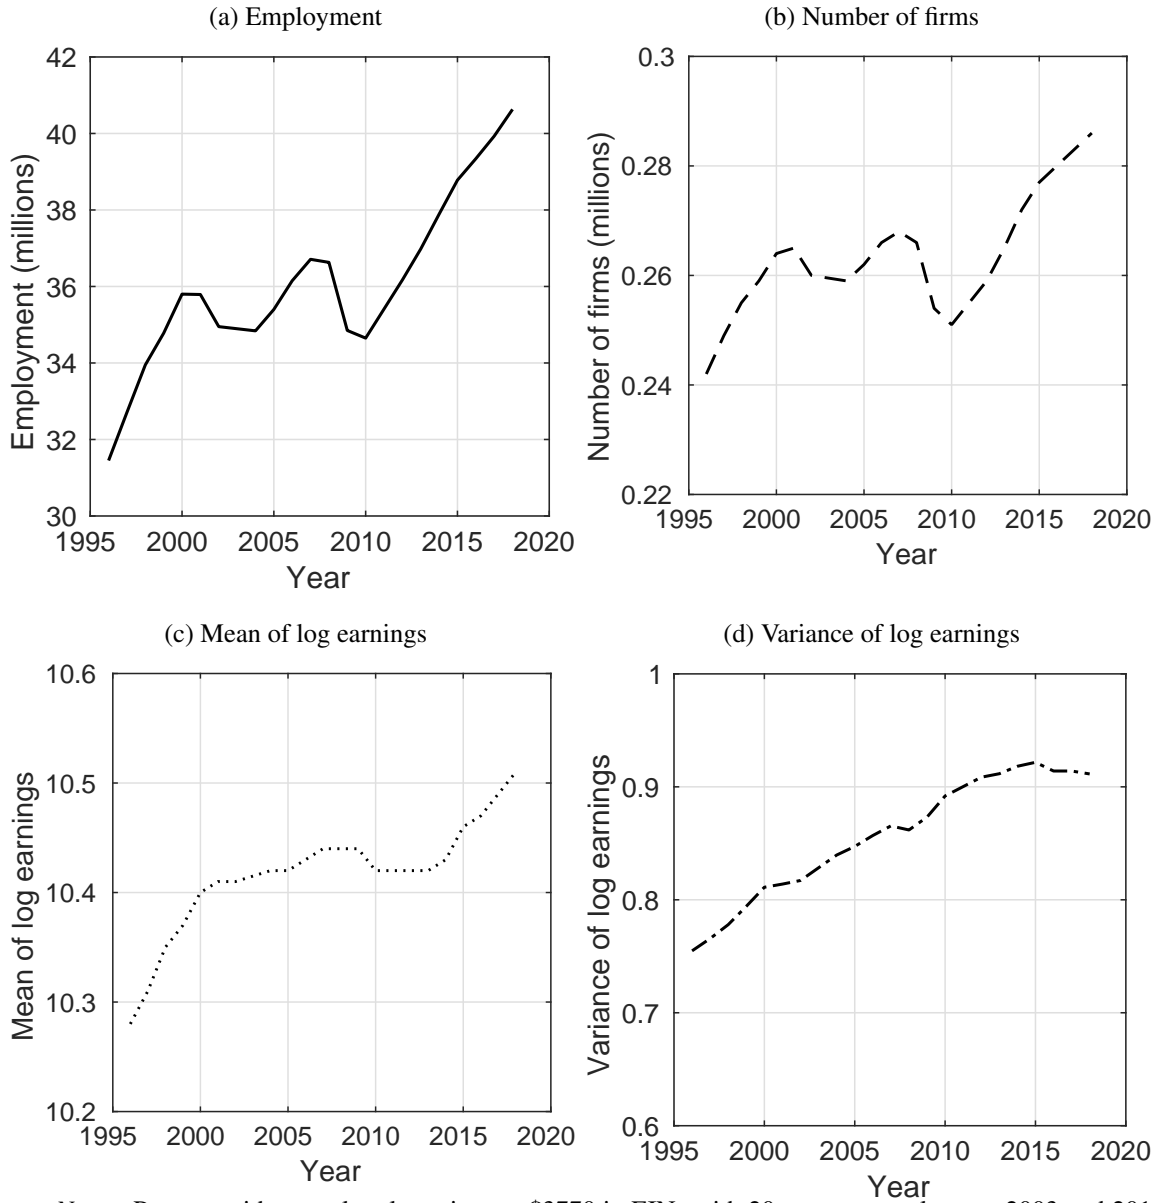 (a) Employment
42
40
38
36
34
32
30
1995 2000 2005 2010 2015 2020
Employment (millions)
Year
(b) Number of firms
0.3
0.28
0.26
0.24
0.22
1995 2000 2005 2010 2015 2020
Number of firms (millions)
Year
(c) Mean of log earnings
10.6
10.5
10.4
10.3
10.2
1995 2000 2005 2010 2015 2020
Mean of log earnings
Year
(d) Variance of log earnings
1
0.9
0.8
0.7
0.6
1995 2000 2005 2010 2015 2020
Variance of log earnings
Year